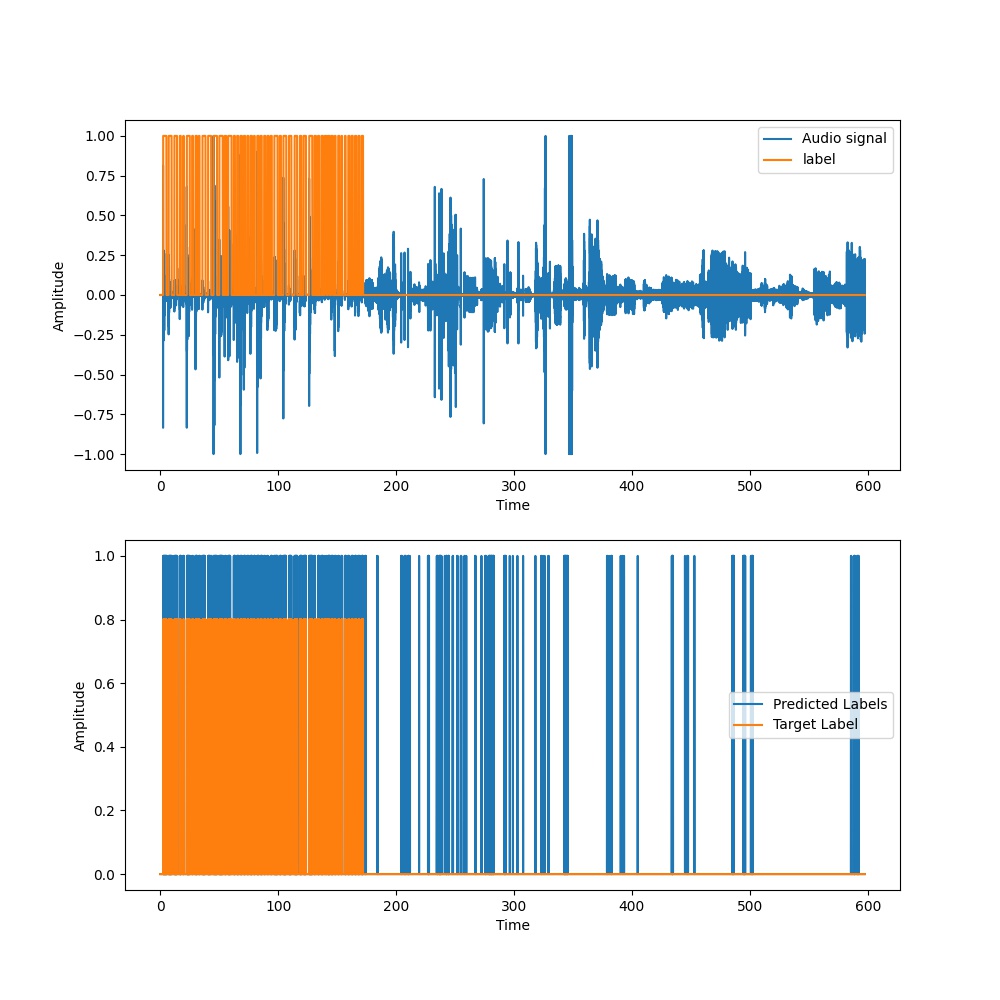 1.00
0.75
0.50
0.25
0.00
−0.25
−0.50
−0.75
−1.00
Amplitude
Audio signal
label
0 100 200 300 400 500 600
Time
1.0
0.8
0.6
0.4
0.2
0.0
Amplitude
Predicted Labels
Target Label
0 100 200 300 400 500 600
Time